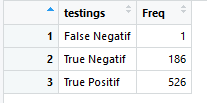 testings Freq
1 False Negatif 1
2 True Negatif 186
3 True Positif 526